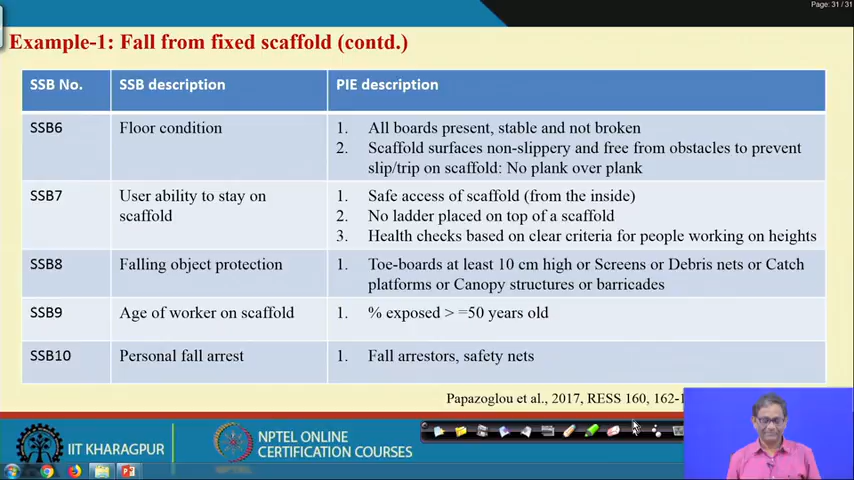 Page: 31 / 31
Example-1: Fall from fixed scaffold (contd.)
SSB No. SSB description PIE description
SSB6 Floor condition 1. All boards present, stable and not broken
2. Scaffold surfaces non-slippery and free from obstacles to prevent
slip/trip on scaffold: No plank over plank
SSB7 User ability to stay on scaffold 1. Safe access of scaffold (from the inside)
2. No ladder placed on top of a scaffold
3. Health checks based on clear criteria for people working on heights
SSB8 Falling object protection 1. Toe-boards at least 10 cm high or Screens or Debris nets or Catch
platforms or Canopy structures or barricades
SSB9 Age of worker on scaffold 1. % exposed > =50 years old
SSB10 Personal fall arrest 1. Fall arrestors, safety nets
Papazoglou et al., 2017, RESS 160, 162-1
IIT KHARAGPUR
NPTEL ONLINE
CERTIFICATION COURSES